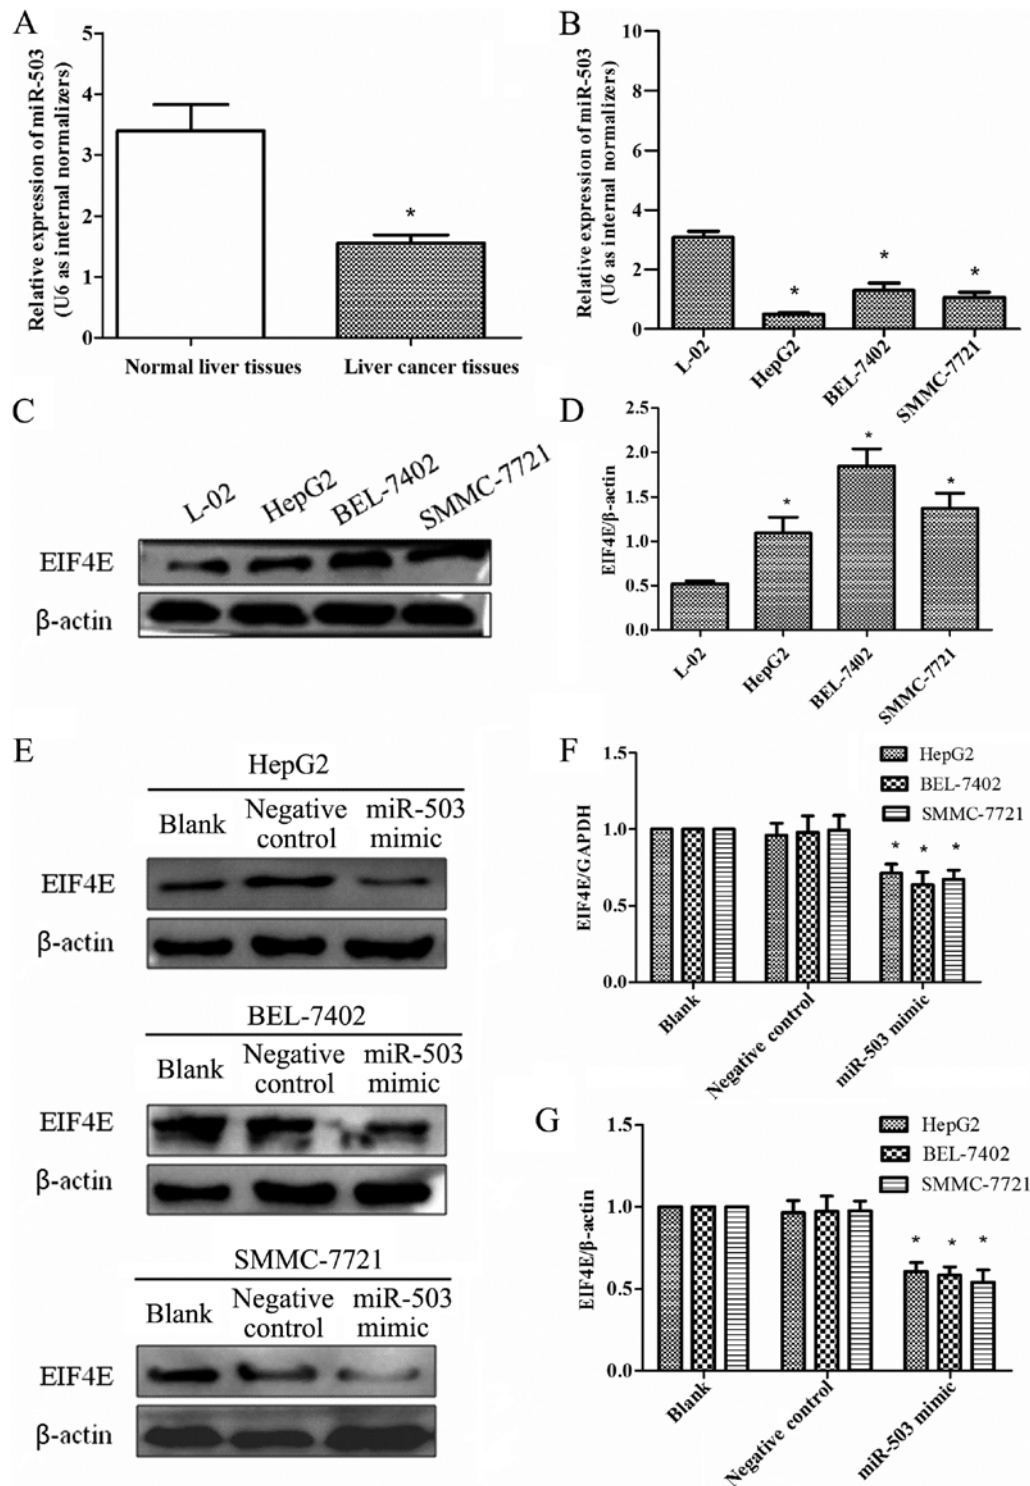 A
Relative expression of miR-503
(U6 as internal normalizers)
5
4
3
2
1
0
*
Normal liver tissues
Liver cancer tissues
B
Relative expression of miR-503
(U6 as internal normalizers)
10
8
6
4
2
0
*
*
*
L-02
HepG2
BEL-7402
SMMC-7721
C
L-02
HepG2
BEL-7402
SMMC-7721
EIF4E
β-actin
D
EIF4E/β-actin
2.5
2.0
1.5
1.0
0.5
0.0
*
*
*
L-02
HepG2
BEL-7402
SMMC-7721
E
HepG2
Blank
Negative
control
miR-503
mimic
EIF4E
β-actin
BEL-7402
Blank
Negative
control
miR-503
mimic
EIF4E
β-actin
SMMC-7721
Blank
Negative
control
miR-503
mimic
EIF4E
β-actin
F
EIF4E/GAPDH
1.5
1.0
0.5
0.0
HepG2
BEL-7402
SMMC-7721
* * *
Blank
Negative control
miR-503 mimic
G
EIF4E/β-actin
1.5
1.0
0.5
0.0
HepG2
BEL-7402
SMMC-7721
* * *
Blank
Negative control
miR-503 mimic